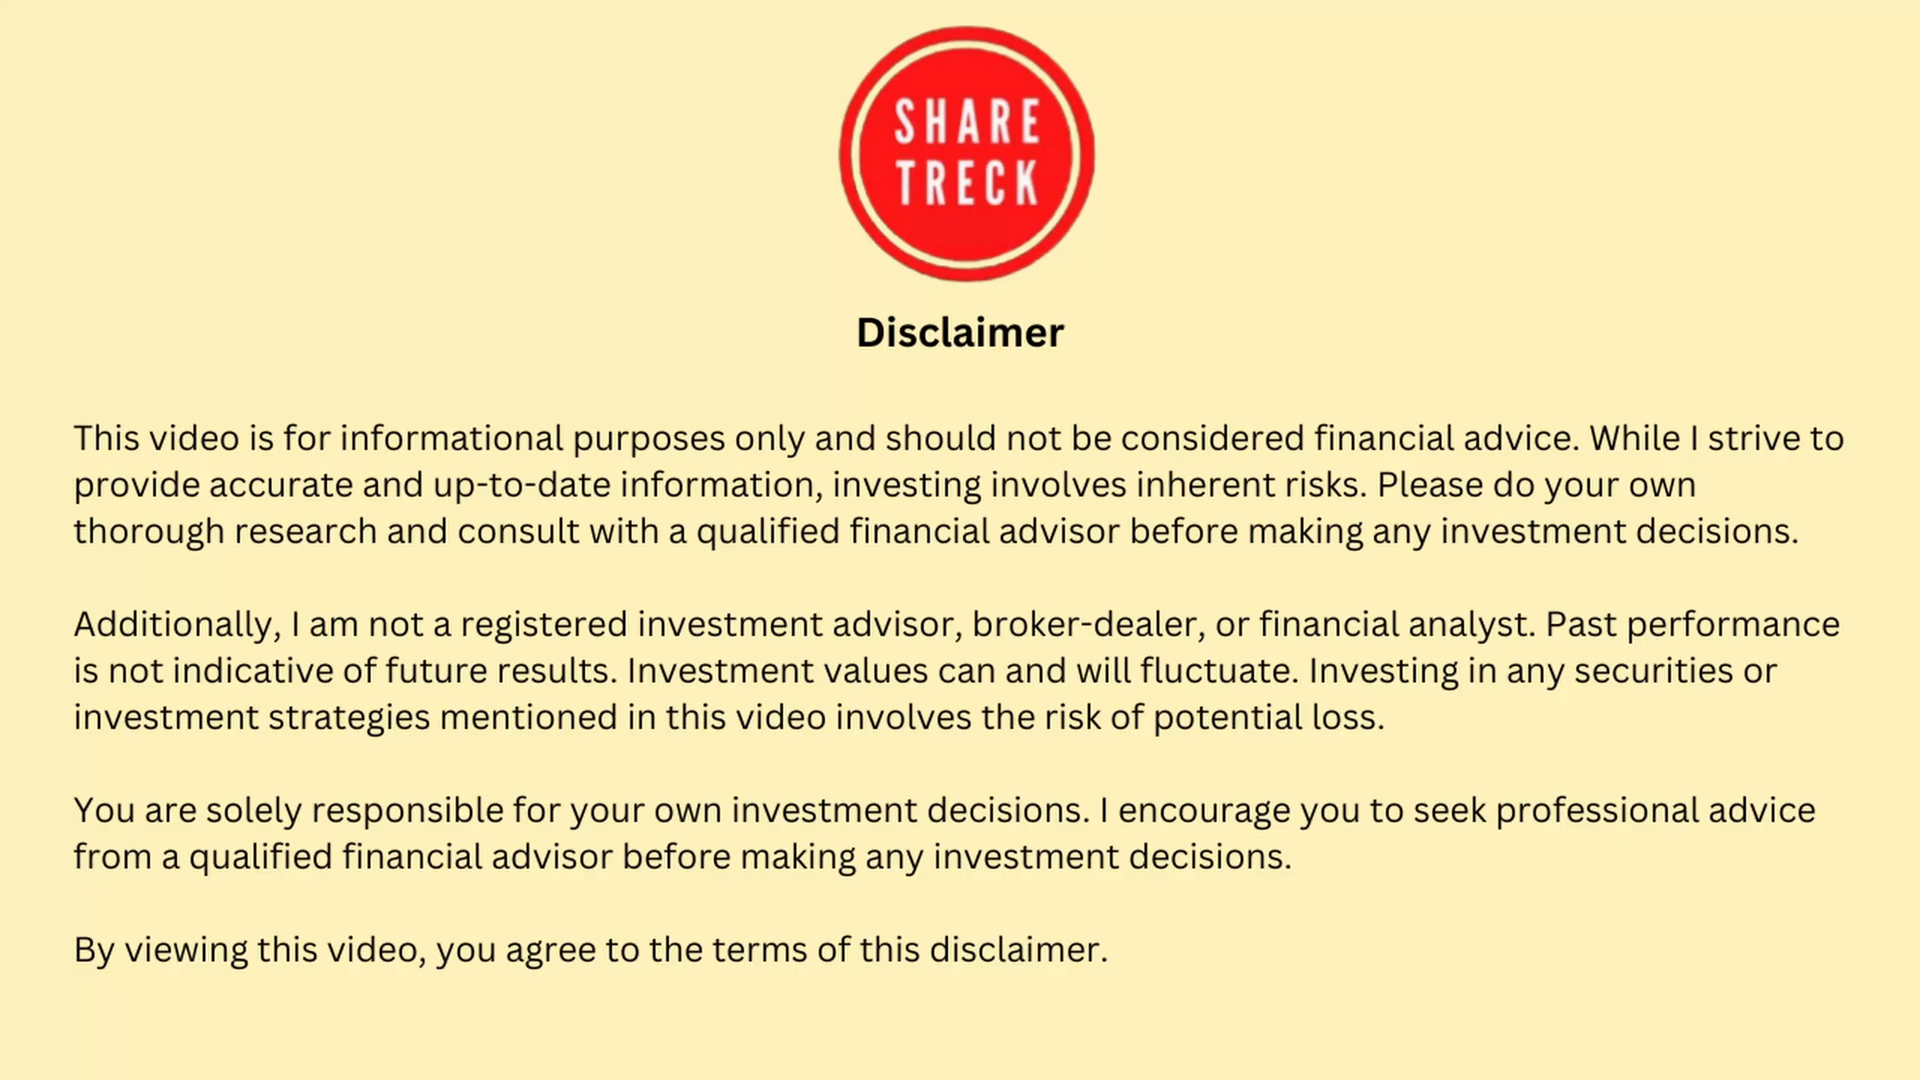 SHARE
TRECK
Disclaimer
This video is for informational purposes only and should not be considered financial advice. While I strive to
provide accurate and up-to-date information, investing involves inherent risks. Please do your own
thorough research and consult with a qualified financial advisor before making any investment decisions.
Additionally, I am not a registered investment advisor, broker-dealer, or financial analyst. Past performance
is not indicative of future results. Investment values can and will fluctuate. Investing in any securities or
investment strategies mentioned in this video involves the risk of potential loss.
You are solely responsible for your own investment decisions. I encourage you to seek professional advice
from a qualified financial advisor before making any investment decisions.
By viewing this video, you agree to the terms of this disclaimer.